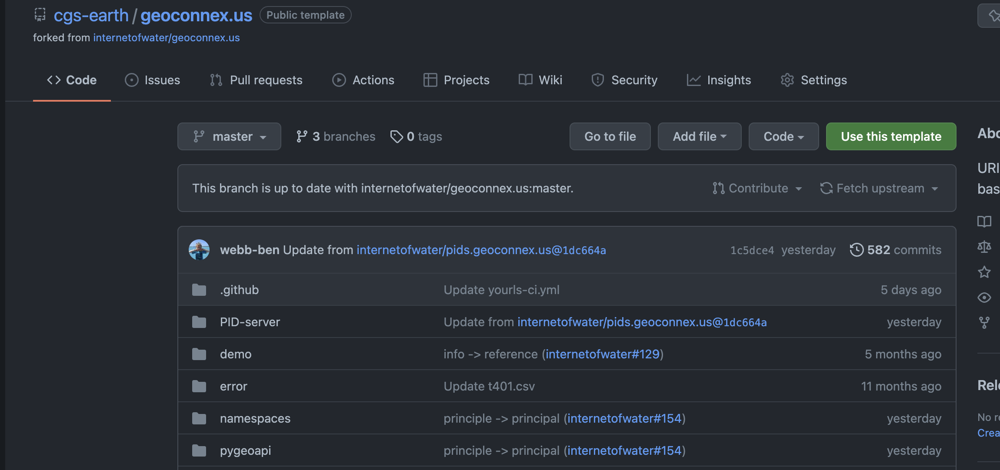 cgs-earth / geoconnex.us Public template
forked from internetofwater/geoconnex.us
Code Issues Pull requests Actions Projects Wiki Security Insights Settings
master 3 branches 0 tags Go to file Add file Code Use this template
This branch is up to date with internetofwater/geoconnex.us:master. Contribute Fetch upstream
webb-ben Update from internetofwater/pids.geoconnex.us@1dc664a 1c5dce4 yesterday 582 commits
.github Update yourls-ci.yml 5 days ago
PID-server Update from internetofwater/pids.geoconnex.us@1dc664a yesterday
demo info -> reference (internetofwater#129) 5 months ago
error Update t401.csv 11 months ago
namespaces principle -> principal (internetofwater#154) yesterday
pygeoapi principle -> principal (internetofwater#154) yesterday
URI
bas
No